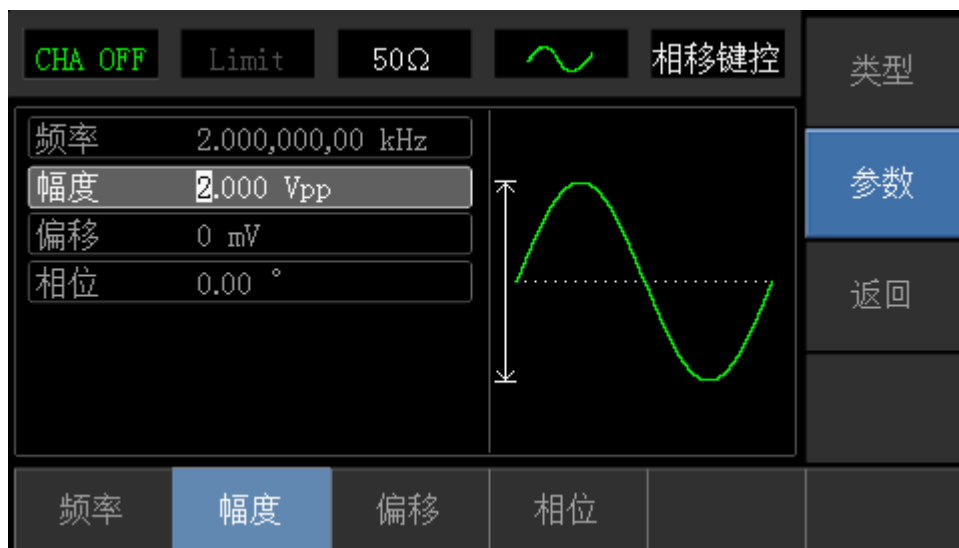 CHA OFF Limit 50Ω 相移键控
类型
频率 2.000,000,00 kHz
幅度 2.000 Vpp
参数
偏移 0 mV
相位 0.00 °
返回
频率 幅度 偏移 相位